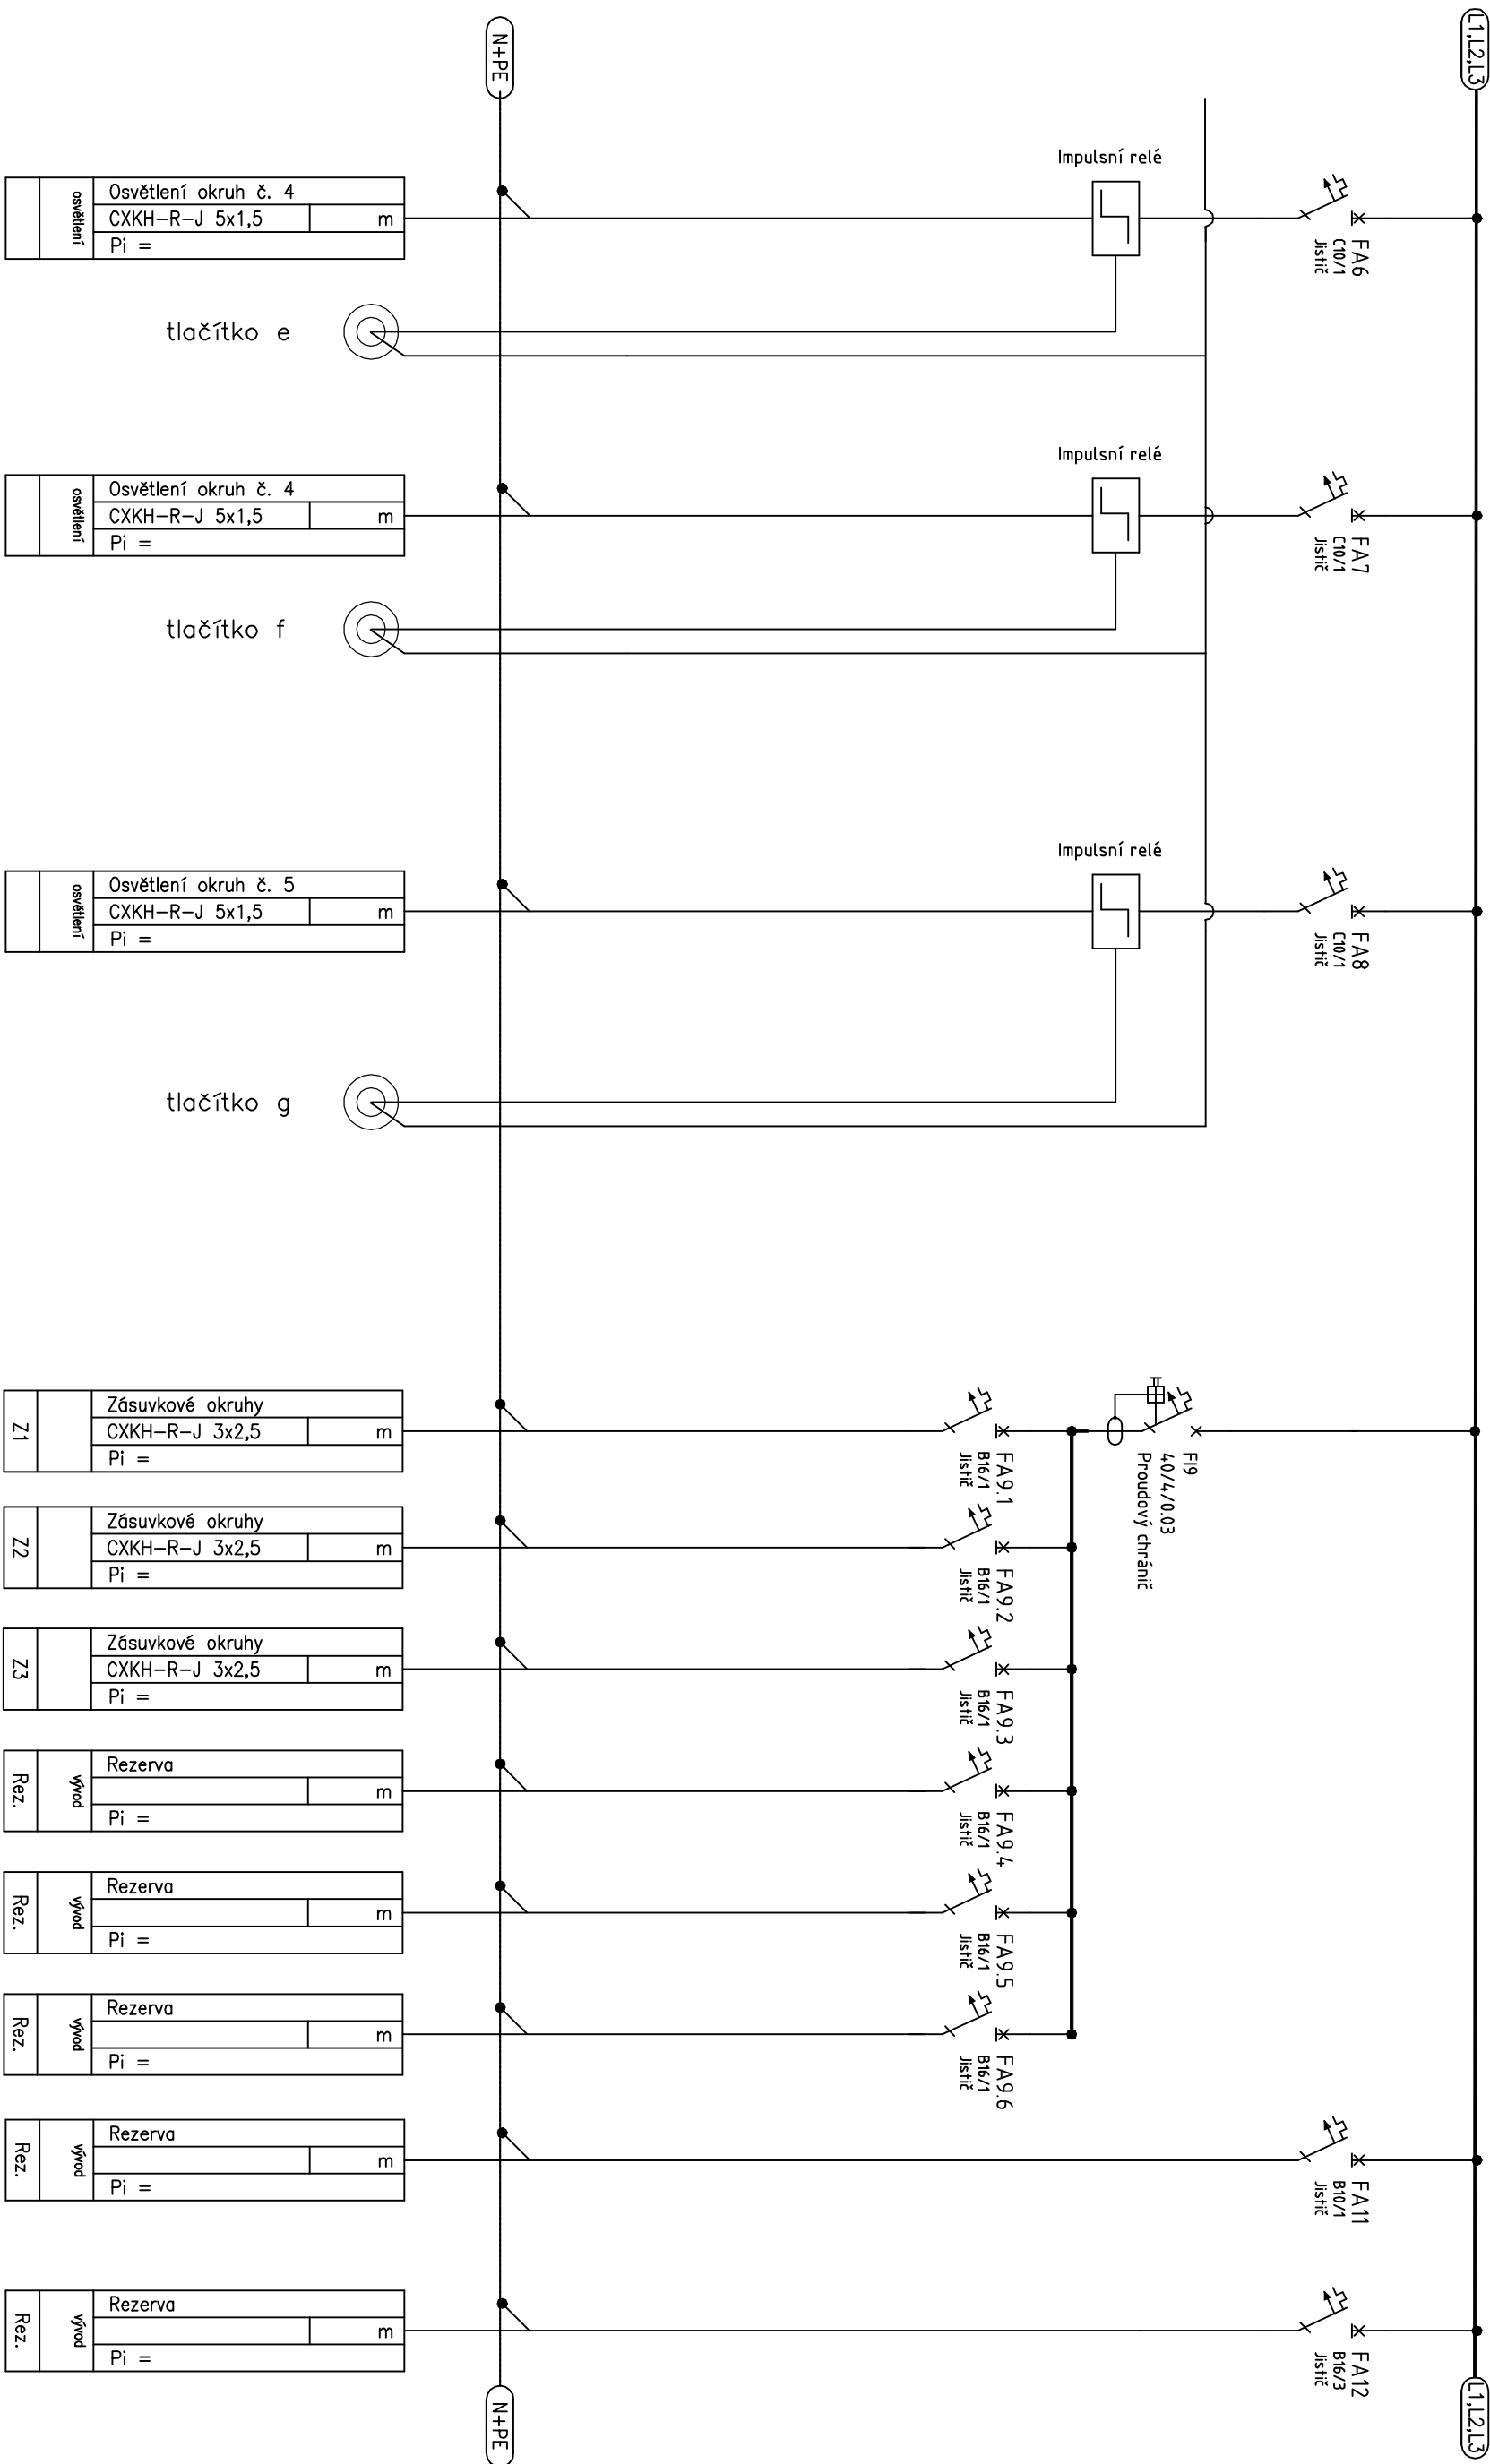 L1,L2,L3
N+PE
Impulsní relé
FA6
C10/1
Jistič
osvětlení
Osvětlení okruh č. 4
CXKH-R-J 5x1,5
m
Pi =
tlačítko e
Impulsní relé
FA7
C10/1
Jistič
osvětlení
Osvětlení okruh č. 4
CXKH-R-J 5x1,5
m
Pi =
tlačítko f
Impulsní relé
FA8
C10/1
Jistič
osvětlení
Osvětlení okruh č. 5
CXKH-R-J 5x1,5
m
Pi =
tlačítko g
FI9
40/4/0.03
Proudový chránič
Z1
Zásuvkové okruhy
CXKH-R-J 3x2,5
m
Pi =
FA9.1
B16/1
Jistič
Z2
Zásuvkové okruhy
CXKH-R-J 3x2,5
m
Pi =
FA9.2
B16/1
Jistič
Z3
Zásuvkové okruhy
CXKH-R-J 3x2,5
m
Pi =
FA9.3
B16/1
Jistič
Rez.
vývod
Rezerva
m
Pi =
FA9.4
B16/1
Jistič
Rez.
vývod
Rezerva
m
Pi =
FA9.5
B16/1
Jistič
Rez.
vývod
Rezerva
m
Pi =
FA9.6
B16/1
Jistič
Rez.
vývod
Rezerva
m
Pi =
FA11
B10/1
Jistič
Rez.
vývod
Rezerva
m
Pi =
FA12
B16/3
Jistič
N+PE
L1,L2,L3